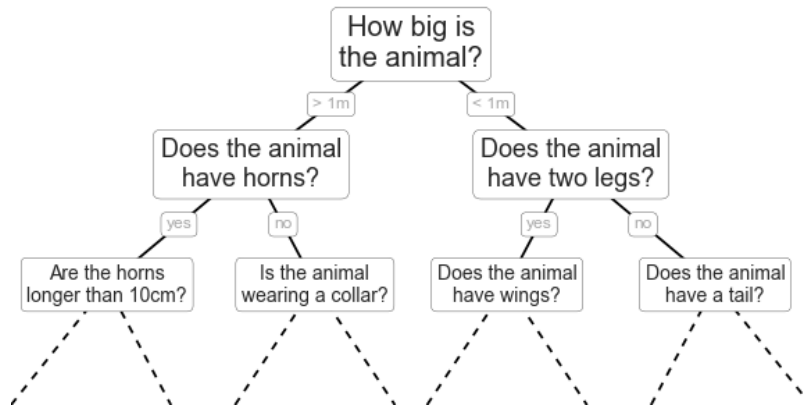 How big is
the animal?
> 1m
< 1m
Does the animal
have horns?
Does the animal
have two legs?
yes
no
yes
no
Are the horns
longer than 10cm?
Is the animal
wearing a collar?
Does the animal
have wings?
Does the animal
have a tail?